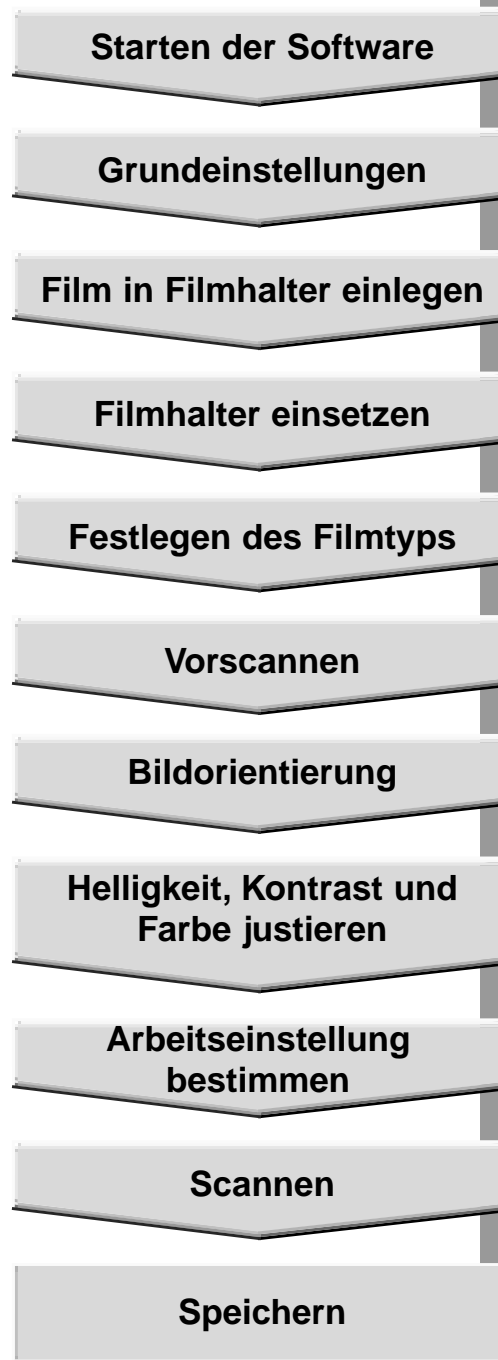 Starten der Software
Grundeinstellungen
Film in Filmhalter einlegen
Filmhalter einsetzen
Festlegen des Filmtyps
Vorscannen
Bildorientierung
Helligkeit, Kontrast und
Farbe justieren
Arbeitseinstellung
bestimmen
Scannen
Speichern